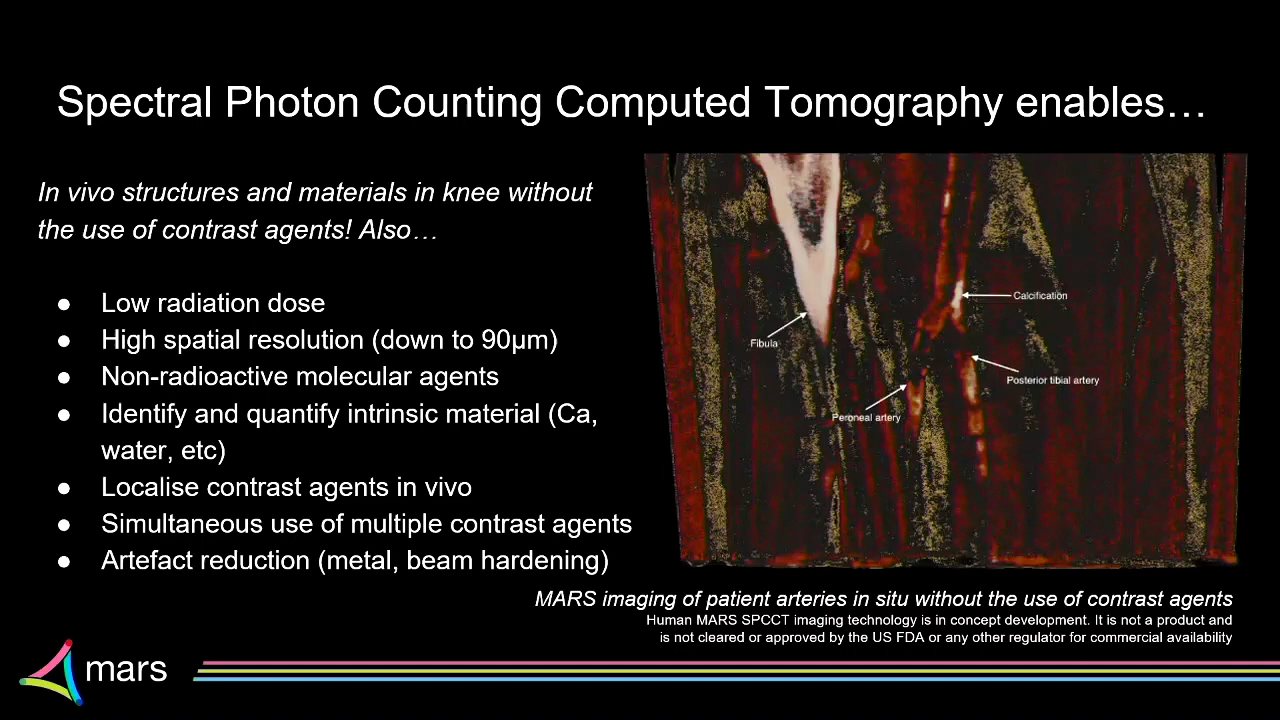 Spectral Photon Counting Computed Tomography enables…
In vivo structures and materials in knee without
the use of contrast agents! Also…
● Low radiation dose
● High spatial resolution (down to 90μm)
● Non-radioactive molecular agents
● Identify and quantify intrinsic material (Ca,
water, etc)
● Localise contrast agents in vivo
● Simultaneous use of multiple contrast agents
● Artefact reduction (metal, beam hardening)
Calcification
Fibula
Posterior tibial artery
Peroneal artery
MARS imaging of patient arteries in situ without the use of contrast agents
Human MARS SPCCT imaging technology is in concept development. It is not a product and
is not cleared or approved by the US FDA or any other regulator for commercial availability
mars